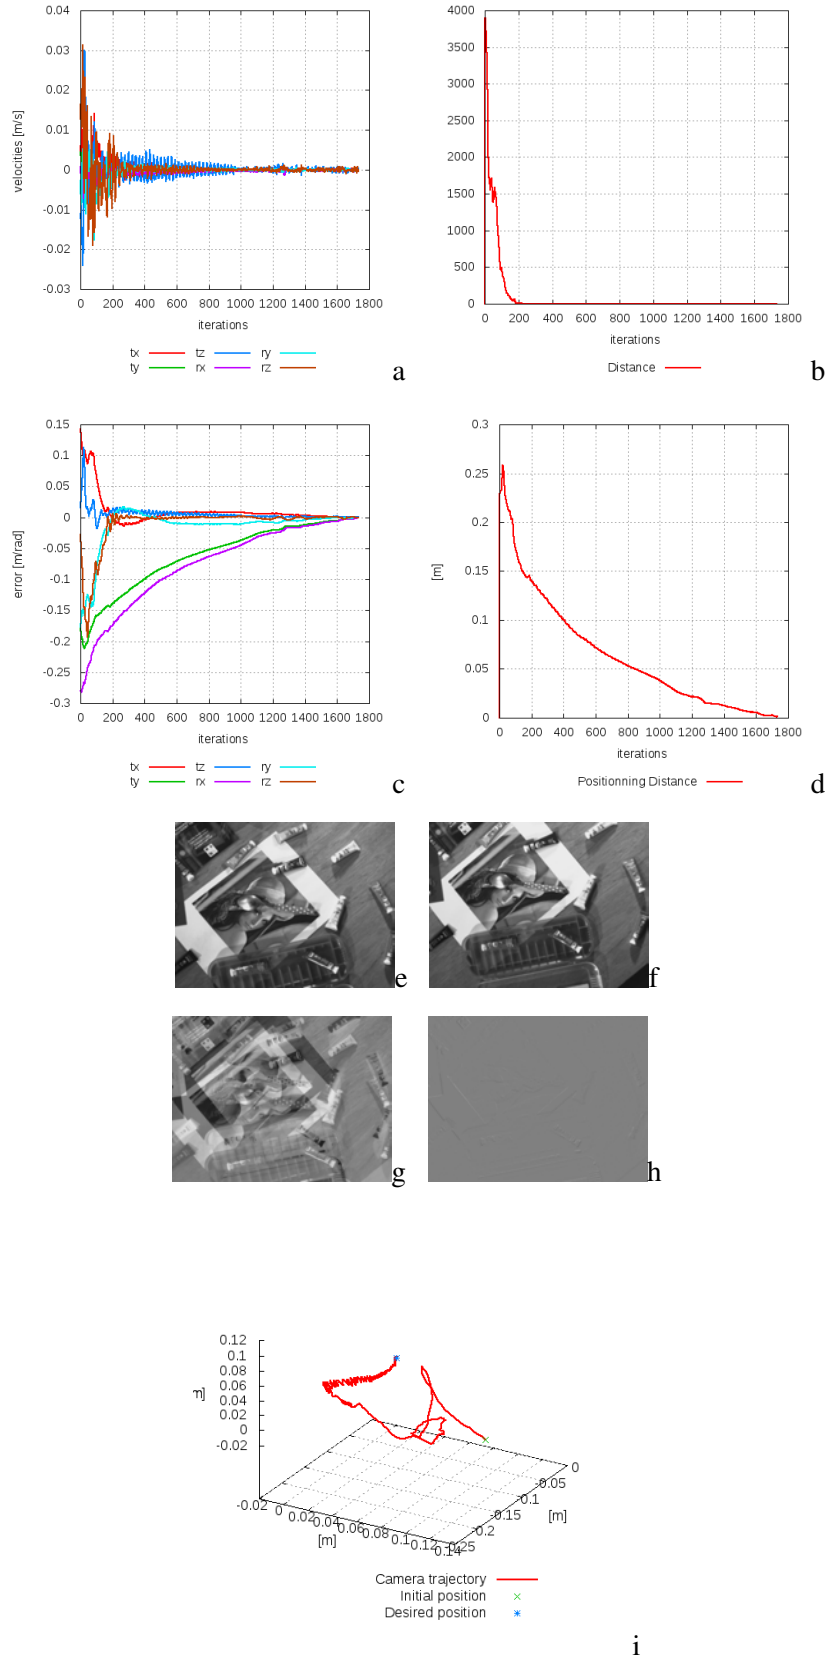 0.04
0.03
0.02
0.01
0
-0.01
-0.02
-0.03
velocities [m/s]
0 200 400 600 800 1000 1200 1400 1600 1800
iterations
tx tz ry
ty rx rz
a
4000
3500
3000
2500
2000
1500
1000
500
0
0 200 400 600 800 1000 1200 1400 1600 1800
iterations
Distance
b
0.15
0.1
0.05
0
-0.05
-0.1
-0.15
-0.2
-0.25
-0.3
error [m/rad]
0 200 400 600 800 1000 1200 1400 1600 1800
iterations
tx tz ry
ty rx rz
c
0.3
0.25
0.2
0.15
0.1
0.05
0
[m]
0 200 400 600 800 1000 1200 1400 1600 1800
iterations
Positionning Distance
d
e
f
g
h
0.12
0.1
0.08
0.06
0.04
0.02
0
-0.02
m]
-0.02 0 0.02 0.04 0.06 0.08 0.1 0.12 0.14
[m]
0
-0.05
-0.1
-0.15
-0.2
-0.25
[m]
Camera trajectory
Initial position
Desired position
i